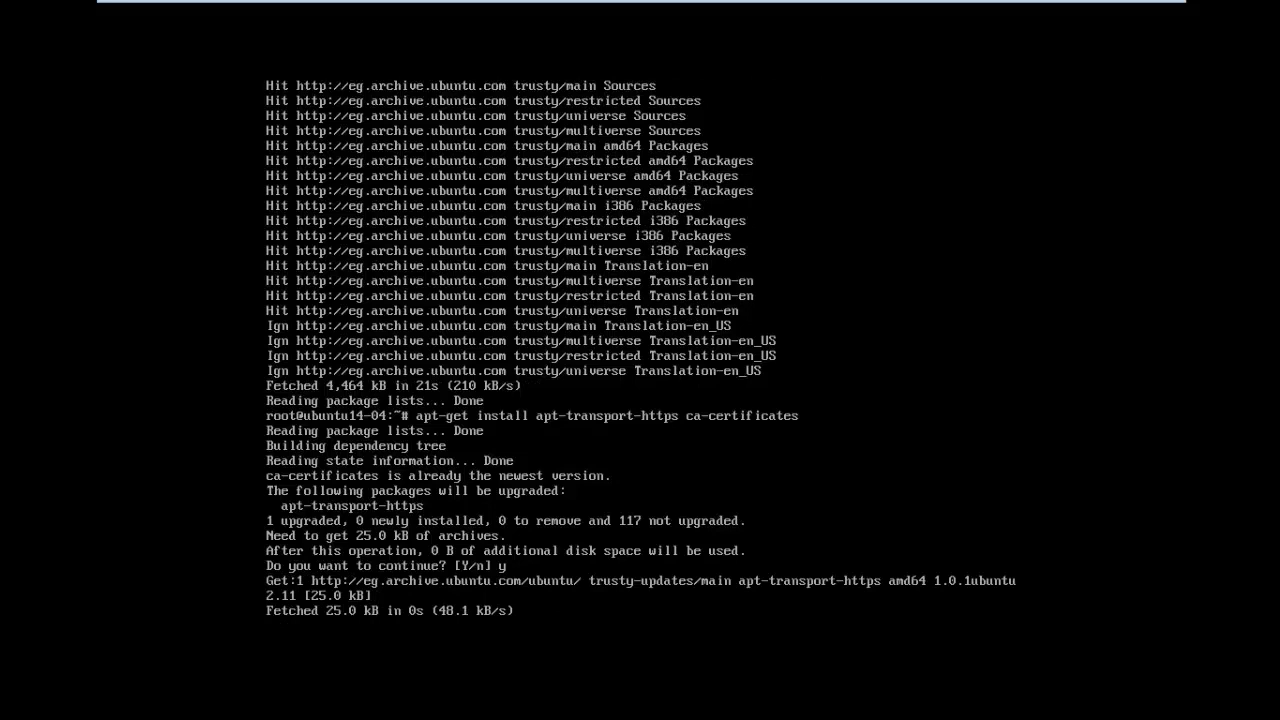 Hit http://eg.archive.ubuntu.com trusty/main Sources
Hit http://eg.archive.ubuntu.com trusty/restricted Sources
Hit http://eg.archive.ubuntu.com trusty/universe Sources
Hit http://eg.archive.ubuntu.com trusty/multiverse Sources
Hit http://eg.archive.ubuntu.com trusty/main amd64 Packages
Hit http://eg.archive.ubuntu.com trusty/restricted amd64 Packages
Hit http://eg.archive.ubuntu.com trusty/universe amd64 Packages
Hit http://eg.archive.ubuntu.com trusty/multiverse amd64 Packages
Hit http://eg.archive.ubuntu.com trusty/main i386 Packages
Hit http://eg.archive.ubuntu.com trusty/restricted i386 Packages
Hit http://eg.archive.ubuntu.com trusty/universe i386 Packages
Hit http://eg.archive.ubuntu.com trusty/multiverse i386 Packages
Hit http://eg.archive.ubuntu.com trusty/main Translation-en
Hit http://eg.archive.ubuntu.com trusty/multiverse Translation-en
Hit http://eg.archive.ubuntu.com trusty/restricted Translation-en
Hit http://eg.archive.ubuntu.com trusty/universe Translation-en
Ign http://eg.archive.ubuntu.com trusty/main Translation-en_US
Ign http://eg.archive.ubuntu.com trusty/multiverse Translation-en_US
Ign http://eg.archive.ubuntu.com trusty/restricted Translation-en_US
Ign http://eg.archive.ubuntu.com trusty/universe Translation-en_US
Fetched 4,464 kB in 21s (210 kB/s)
Reading package lists... Done
root@ubuntu14-04:~# apt-get install apt-transport-https ca-certificates
Reading package lists... Done
Building dependency tree
Reading state information... Done
ca-certificates is already the newest version.
The following packages will be upgraded:
  apt-transport-https
1 upgraded, 0 newly installed, 0 to remove and 117 not upgraded.
Need to get 25.0 kB of archives.
After this operation, 0 B of additional disk space will be used.
Do you want to continue? [Y/n] y
Get:1 http://eg.archive.ubuntu.com/ubuntu/ trusty-updates/main apt-transport-https amd64 1.0.1ubuntu
2.11 [25.0 kB]
Fetched 25.0 kB in 0s (48.1 kB/s)